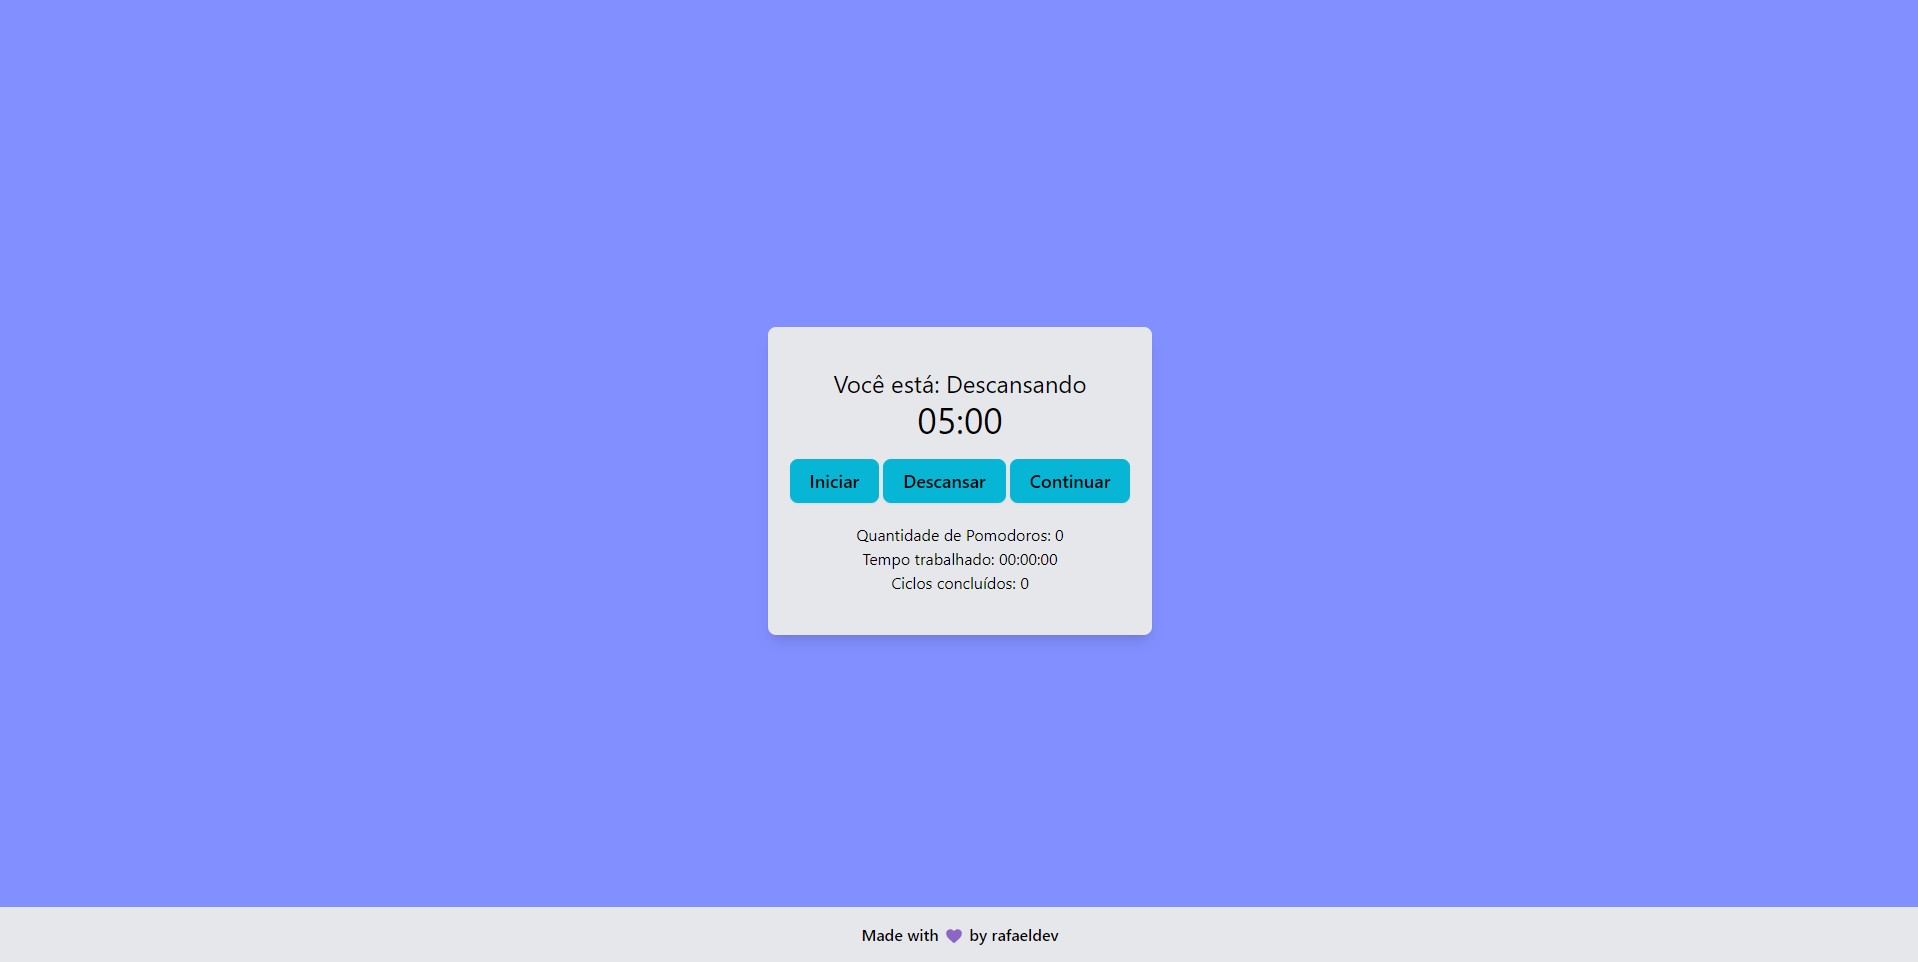 Você está: Descansando
05:00
Iniciar Descansar Continuar
Quantidade de Pomodoros: 0
Tempo trabalhado: 00:00:00
Ciclos concluídos: 0
Made with 💜 by rafaeldev